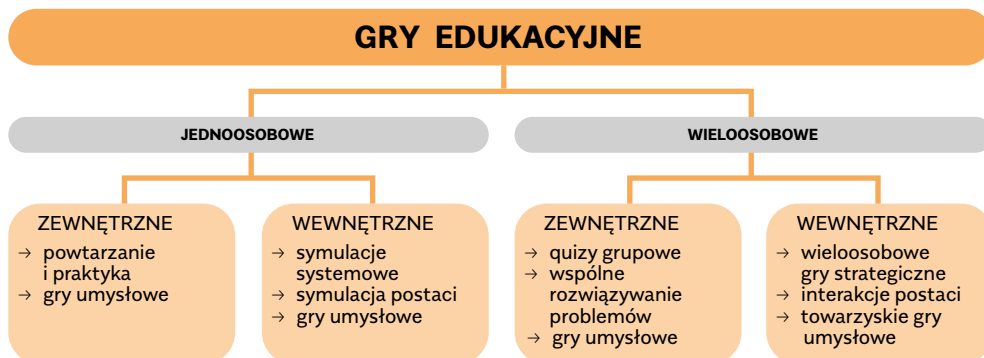 GRY EDUKACYJNE
JEDNOOSOBOWE
WIELOOSOBOWE
ZEWNĘTRZNE
→ powtarzanie
i praktyka
→ gry umysłowe
WEWNĘTRZNE
→ symulacje
systemowe
→ symulacja postaci
→ gry umysłowe
ZEWNĘTRZNE
→ quizy grupowe
→ wspólne
rozwiązywanie
problemów
→ gry umysłowe
WEWNĘTRZNE
→ wieloosobowe
gry strategiczne
→ interakcje postaci
→ towarzyskie gry
umysłowe